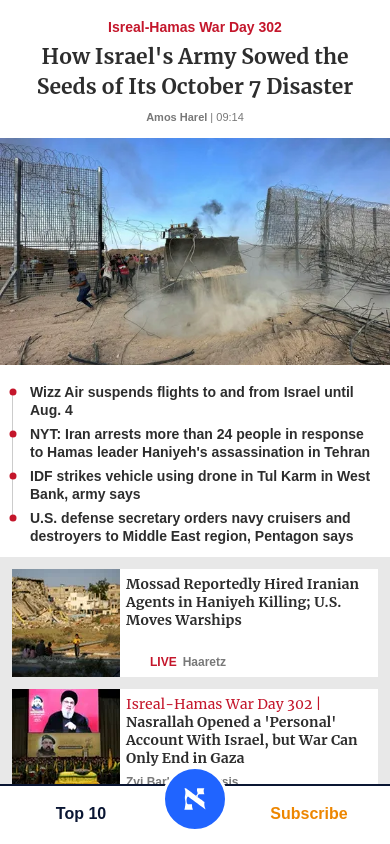 Isreal-Hamas War Day 302
How Israel's Army Sowed the
Seeds of Its October 7 Disaster
Amos Harel | 09:14
Wizz Air suspends flights to and from Israel until
Aug. 4
NYT: Iran arrests more than 24 people in response
to Hamas leader Haniyeh's assassination in Tehran
IDF strikes vehicle using drone in Tul Karm in West
Bank, army says
U.S. defense secretary orders navy cruisers and
destroyers to Middle East region, Pentagon says
Mossad Reportedly Hired Iranian
Agents in Haniyeh Killing; U.S.
Moves Warships
LIVE Haaretz
Isreal-Hamas War Day 302 |
Nasrallah Opened a 'Personal'
Account With Israel, but War Can
Only End in Gaza
Zvi
Top 10
Subscribe